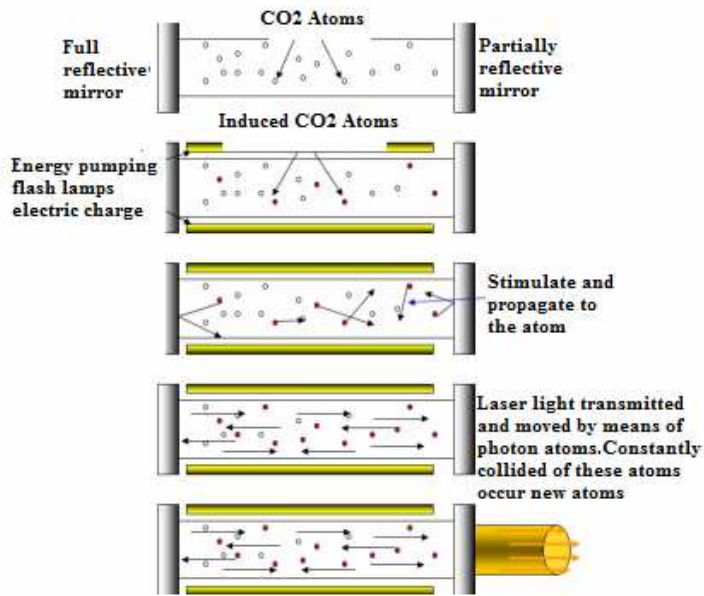 CO2 Atoms
Full
reflective
mirror
Partially
reflective
mirror
Induced CO2 Atoms
Energy pumping
flash lamps
electric charge
Stimulate and
propagate to
the atom
Laser light transmitted
and moved by means of
photon atoms.Constantly
collided of these atoms
occur new atoms